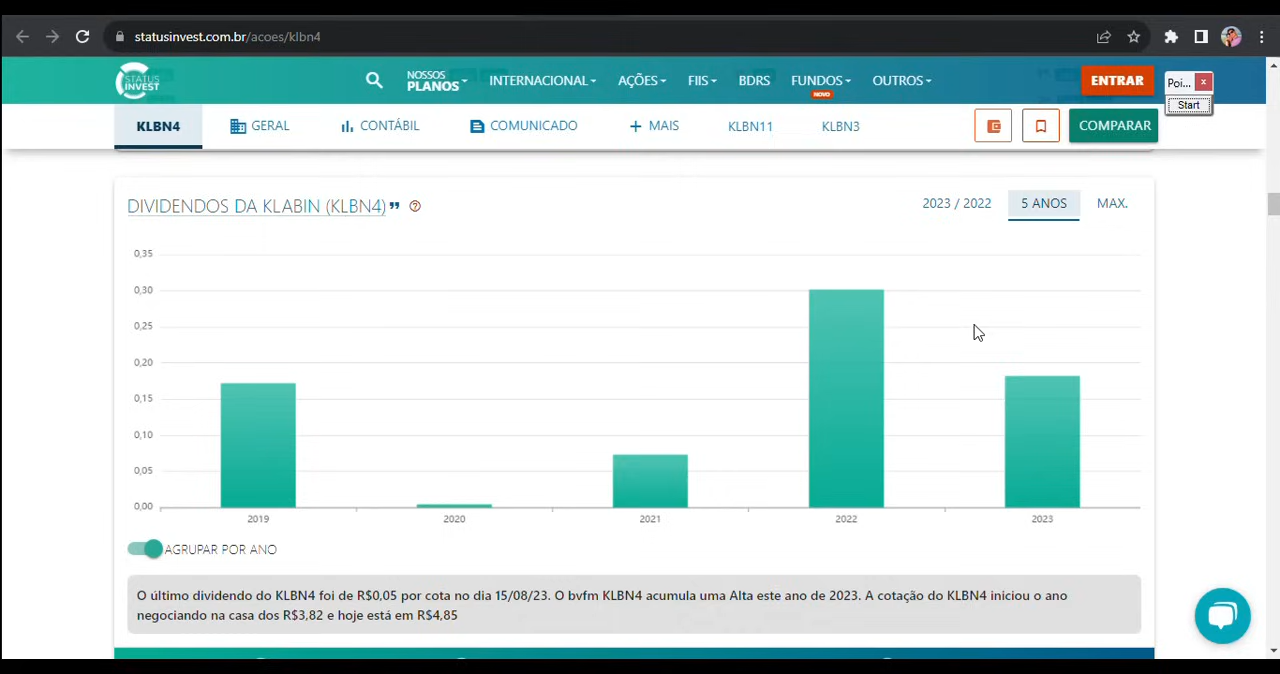 statusinvest.com.br/acoes/klbn4
STATUS
INVEST
NOSSOS
PLANOS
INTERNACIONAL
AÇÕES
FIIS
BDRS
FUNDOS
NOVO
OUTROS
ENTRAR
Poi... x
Start
KLBN4
GERAL
CONTÁBIL
COMUNICADO
+ MAIS
KLBN11
KLBN3
COMPARAR
DIVIDENDOS DA KLABIN (KLBN4)
2023 / 2022
5 ANOS
MAX.
0,35
0,30
0,25
0,20
0,15
0,10
0,05
0,00
2019 2020 2021 2022 2023
AGRUPAR POR ANO
O último dividendo do KLBN4 foi de R$0,05 por cota no dia 15/08/23. O bvfm KLBN4 acumula uma Alta este ano de 2023. A cotação do KLBN4 iniciou o ano
negociando na casa dos R$3,82 e hoje está em R$4,85